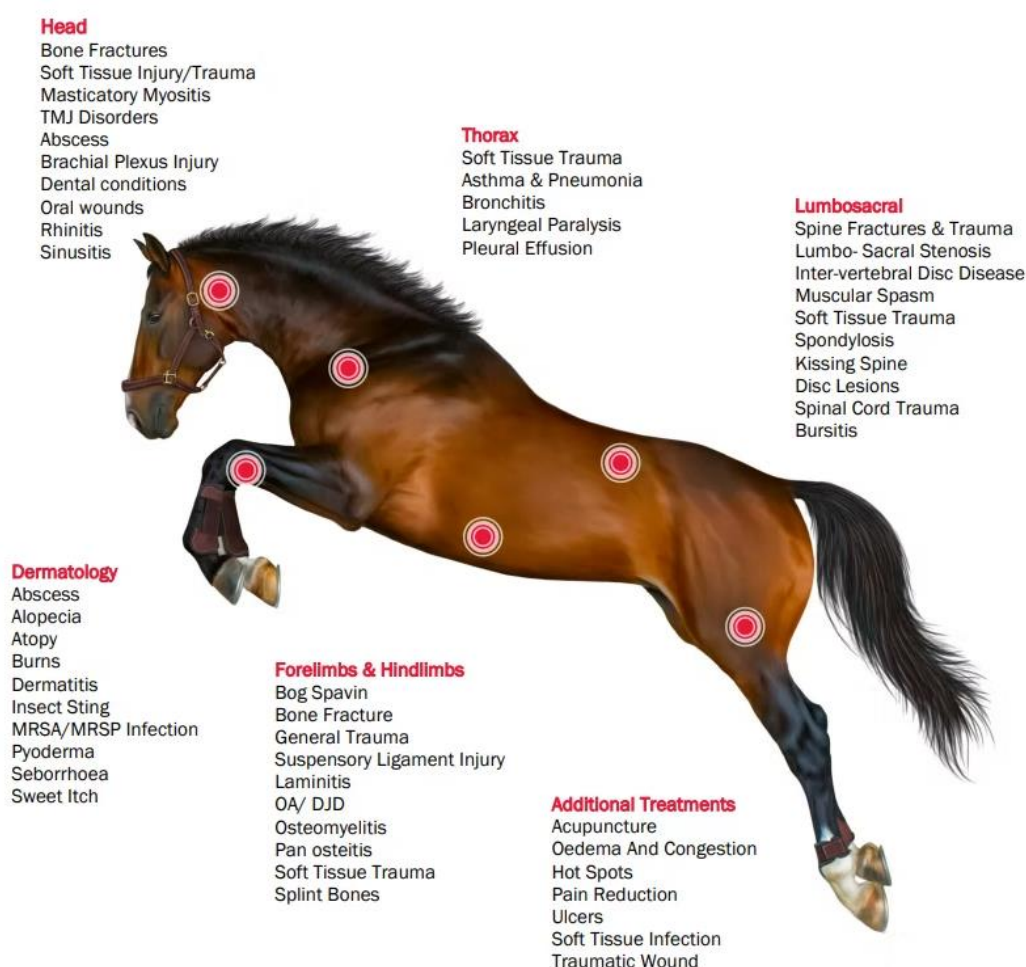 Head
Bone Fractures
Soft Tissue Injury/Trauma
Masticatory Myositis
TMJ Disorders
Abscess
Brachial Plexus Injury
Dental conditions
Oral wounds
Rhinitis
Sinusitis
Thorax
Soft Tissue Trauma
Asthma & Pneumonia
Bronchitis
Laryngeal Paralysis
Pleural Effusion
Lumbosacral
Spine Fractures & Trauma
Lumbo- Sacral Stenosis
Inter-vertebral Disc Disease
Muscular Spasm
Soft Tissue Trauma
Spondylosis
Kissing Spine
Disc Lesions
Spinal Cord Trauma
Bursitis
Dermatology
Abscess
Alopecia
Atopy
Burns
Dermatitis
Insect Sting
MRSA/MRSP Infection
Pyoderma
Seborrhoea
Sweet Itch
Forelimbs & Hindlimbs
Bog Spavin
Bone Fracture
General Trauma
Suspensory Ligament Injury
Laminitis
OA/ DJD
Osteomyelitis
Pan osteitis
Soft Tissue Trauma
Splint Bones
Additional Treatments
Acupuncture
Oedema And Congestion
Hot Spots
Pain Reduction
Ulcers
Soft Tissue Infection
Traumatic Wound